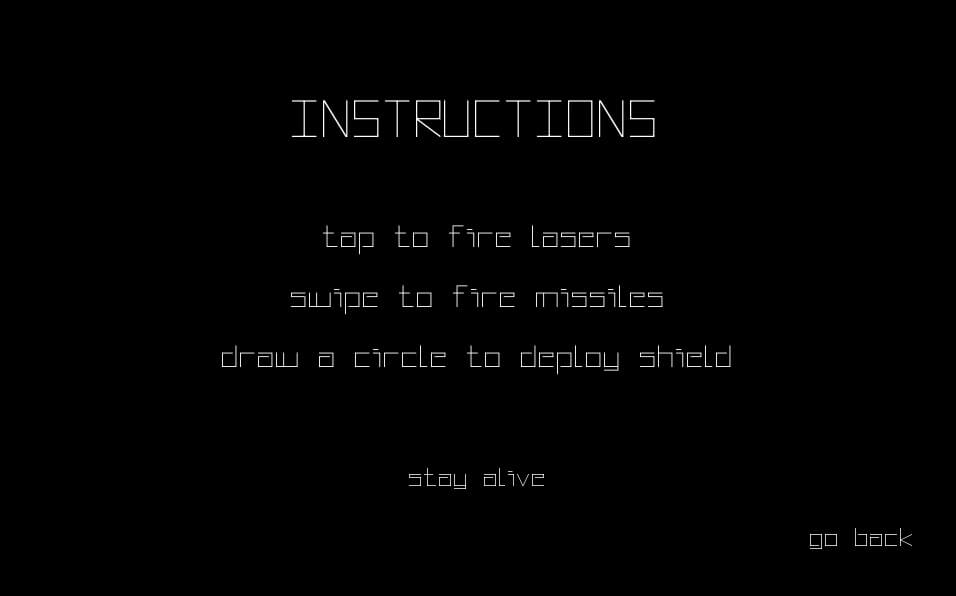 INSTRUCTIONS
tap to fire lasers
swipe to fire missiles
draw a circle to deploy shield
stay alive
go back